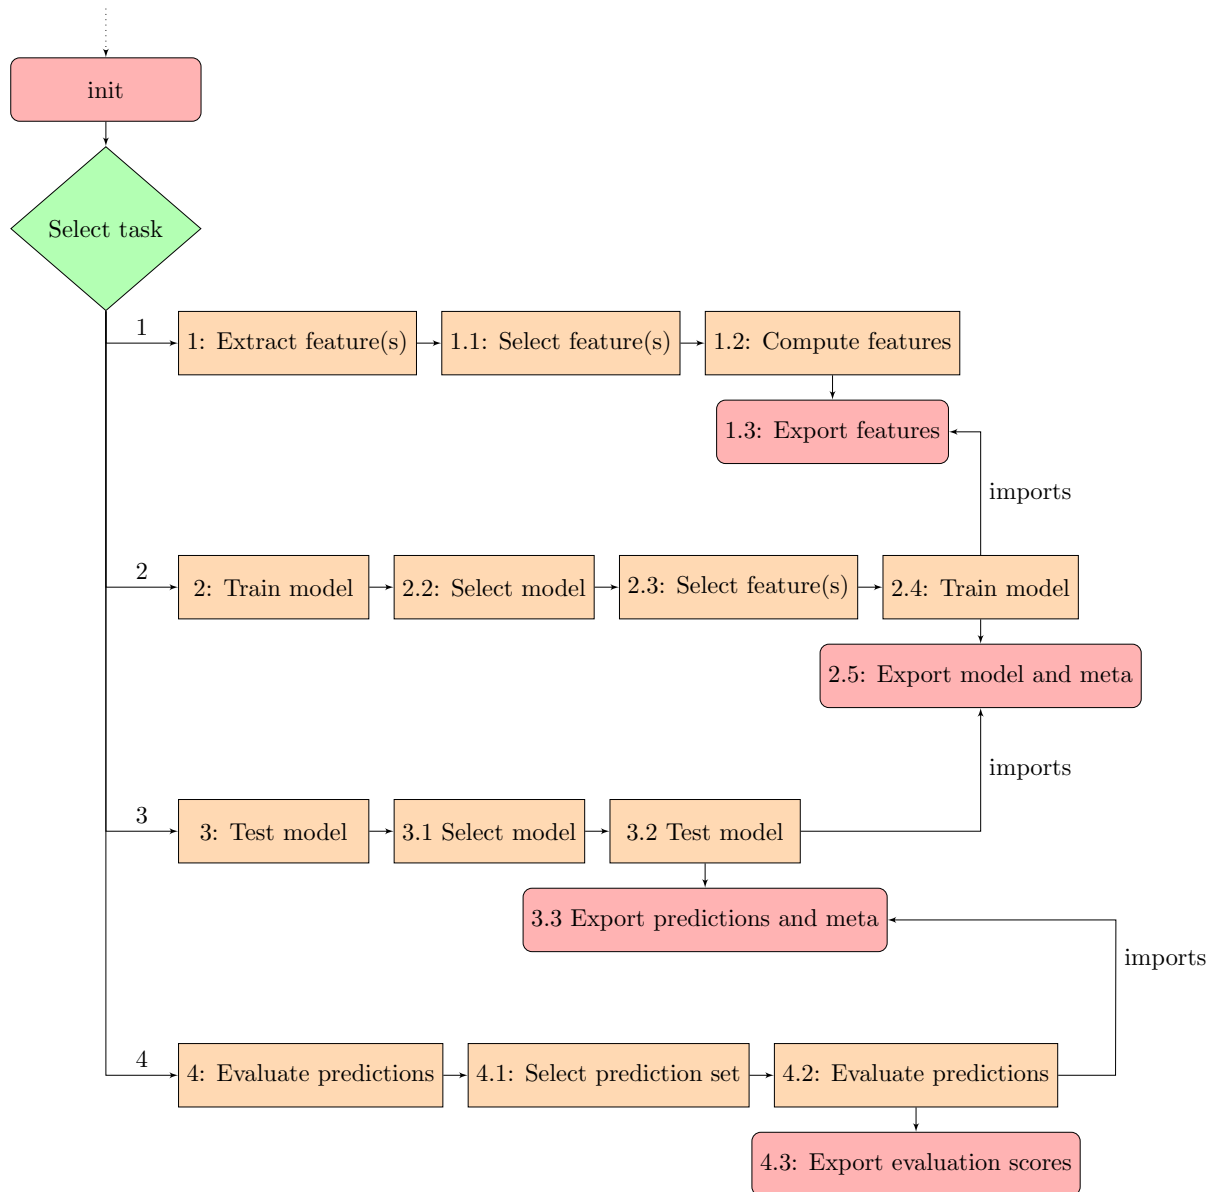 init
Select task
1
1: Extract feature(s)
1.1: Select feature(s)
1.2: Compute features
1.3: Export features
imports
2
2: Train model
2.2: Select model
2.3: Select feature(s)
2.4: Train model
2.5: Export model and meta
imports
3
3: Test model
3.1 Select model
3.2 Test model
3.3 Export predictions and meta
imports
4
4: Evaluate predictions
4.1: Select prediction set
4.2: Evaluate predictions
4.3: Export evaluation scores